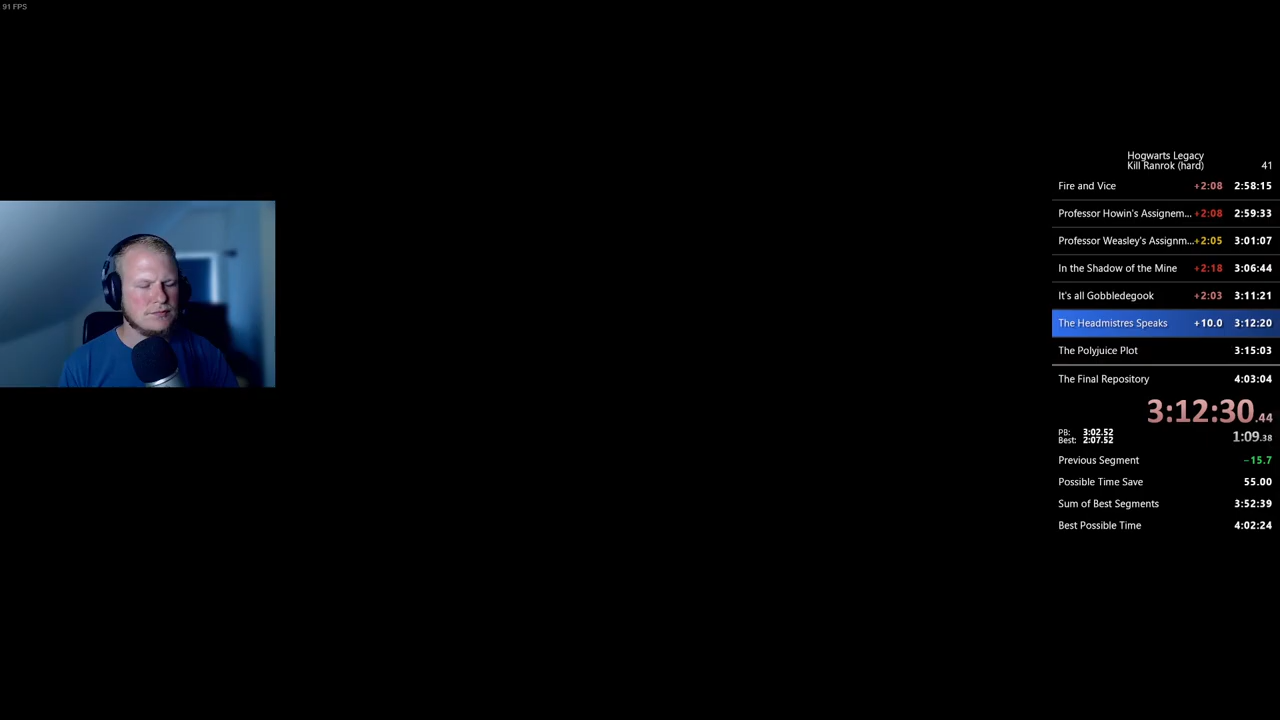 91 FPS
Hogwarts Legacy
Kill Ranrok (hard) 41
Fire and Vice +2:08 2:58:15
Professor Howin's Assignem... +2:08 2:59:33
Professor Weasley's Assignm... +2:05 3:01:07
In the Shadow of the Mine +2:18 3:06:44
It's all Gobbledegook +2:03 3:11:21
The Headmistres Speaks +10.0 3:12:20
The Polyjuice Plot 3:15:03
The Final Repository 4:03:04
3:12:30.44
PB: 3:02.52
Best: 2:07.52 1:09.38
Previous Segment −15.7
Possible Time Save 55.00
Sum of Best Segments 3:52:39
Best Possible Time 4:02:24